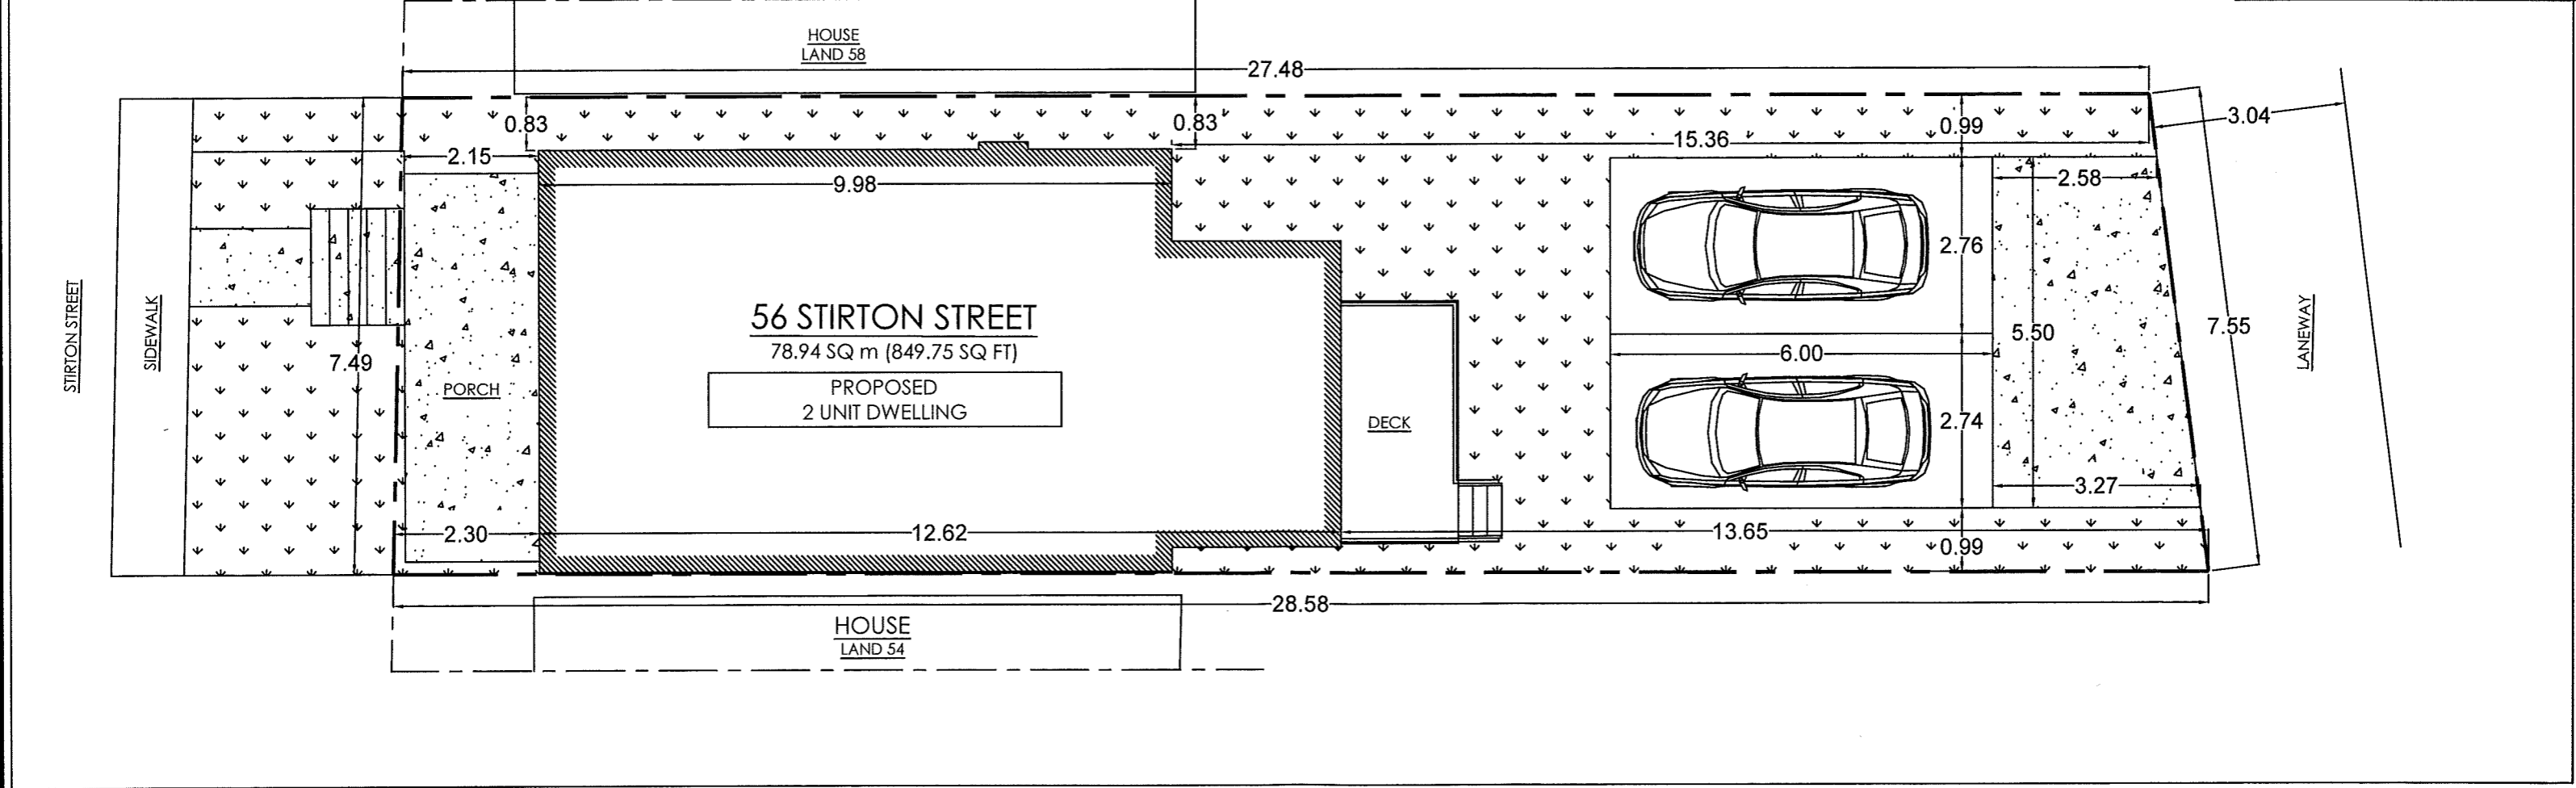 HOUSE
LAND 58
27.48
3.04
0.83
0.83
0.99
15.36
2.15
9.98
2.58
2.76
STIRTON STREET
SIDEWALK
56 STIRTON STREET
78.94 SQ m (849.75 SQ FT)
PROPOSED
2 UNIT DWELLING
7.49
PORCH
DECK
6.00
5.50
7.55
LANEWAY
2.74
3.27
2.30
12.62
13.65
0.99
28.58
HOUSE
LAND 54